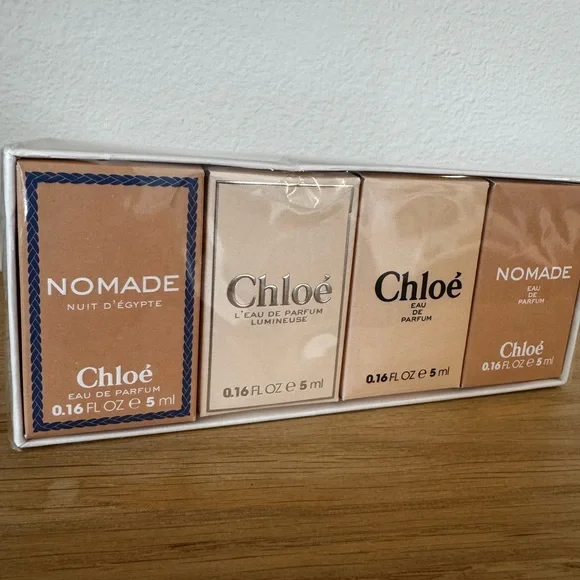 NOMADE
NUIT D'ÉGYPTE
Chloé
EAU DE PARFUM
0.16 FL OZ e 5 ml
Chloé
L'EAU DE PARFUM
LUMINEUSE
0.16 FL OZ e 5 ml
Chloé
EAU
DE
PARFUM
0.16 FL OZ e 5 ml
NOMADE
EAU
DE
PARFUM
Chloé
0.16 FL OZ e 5 ml